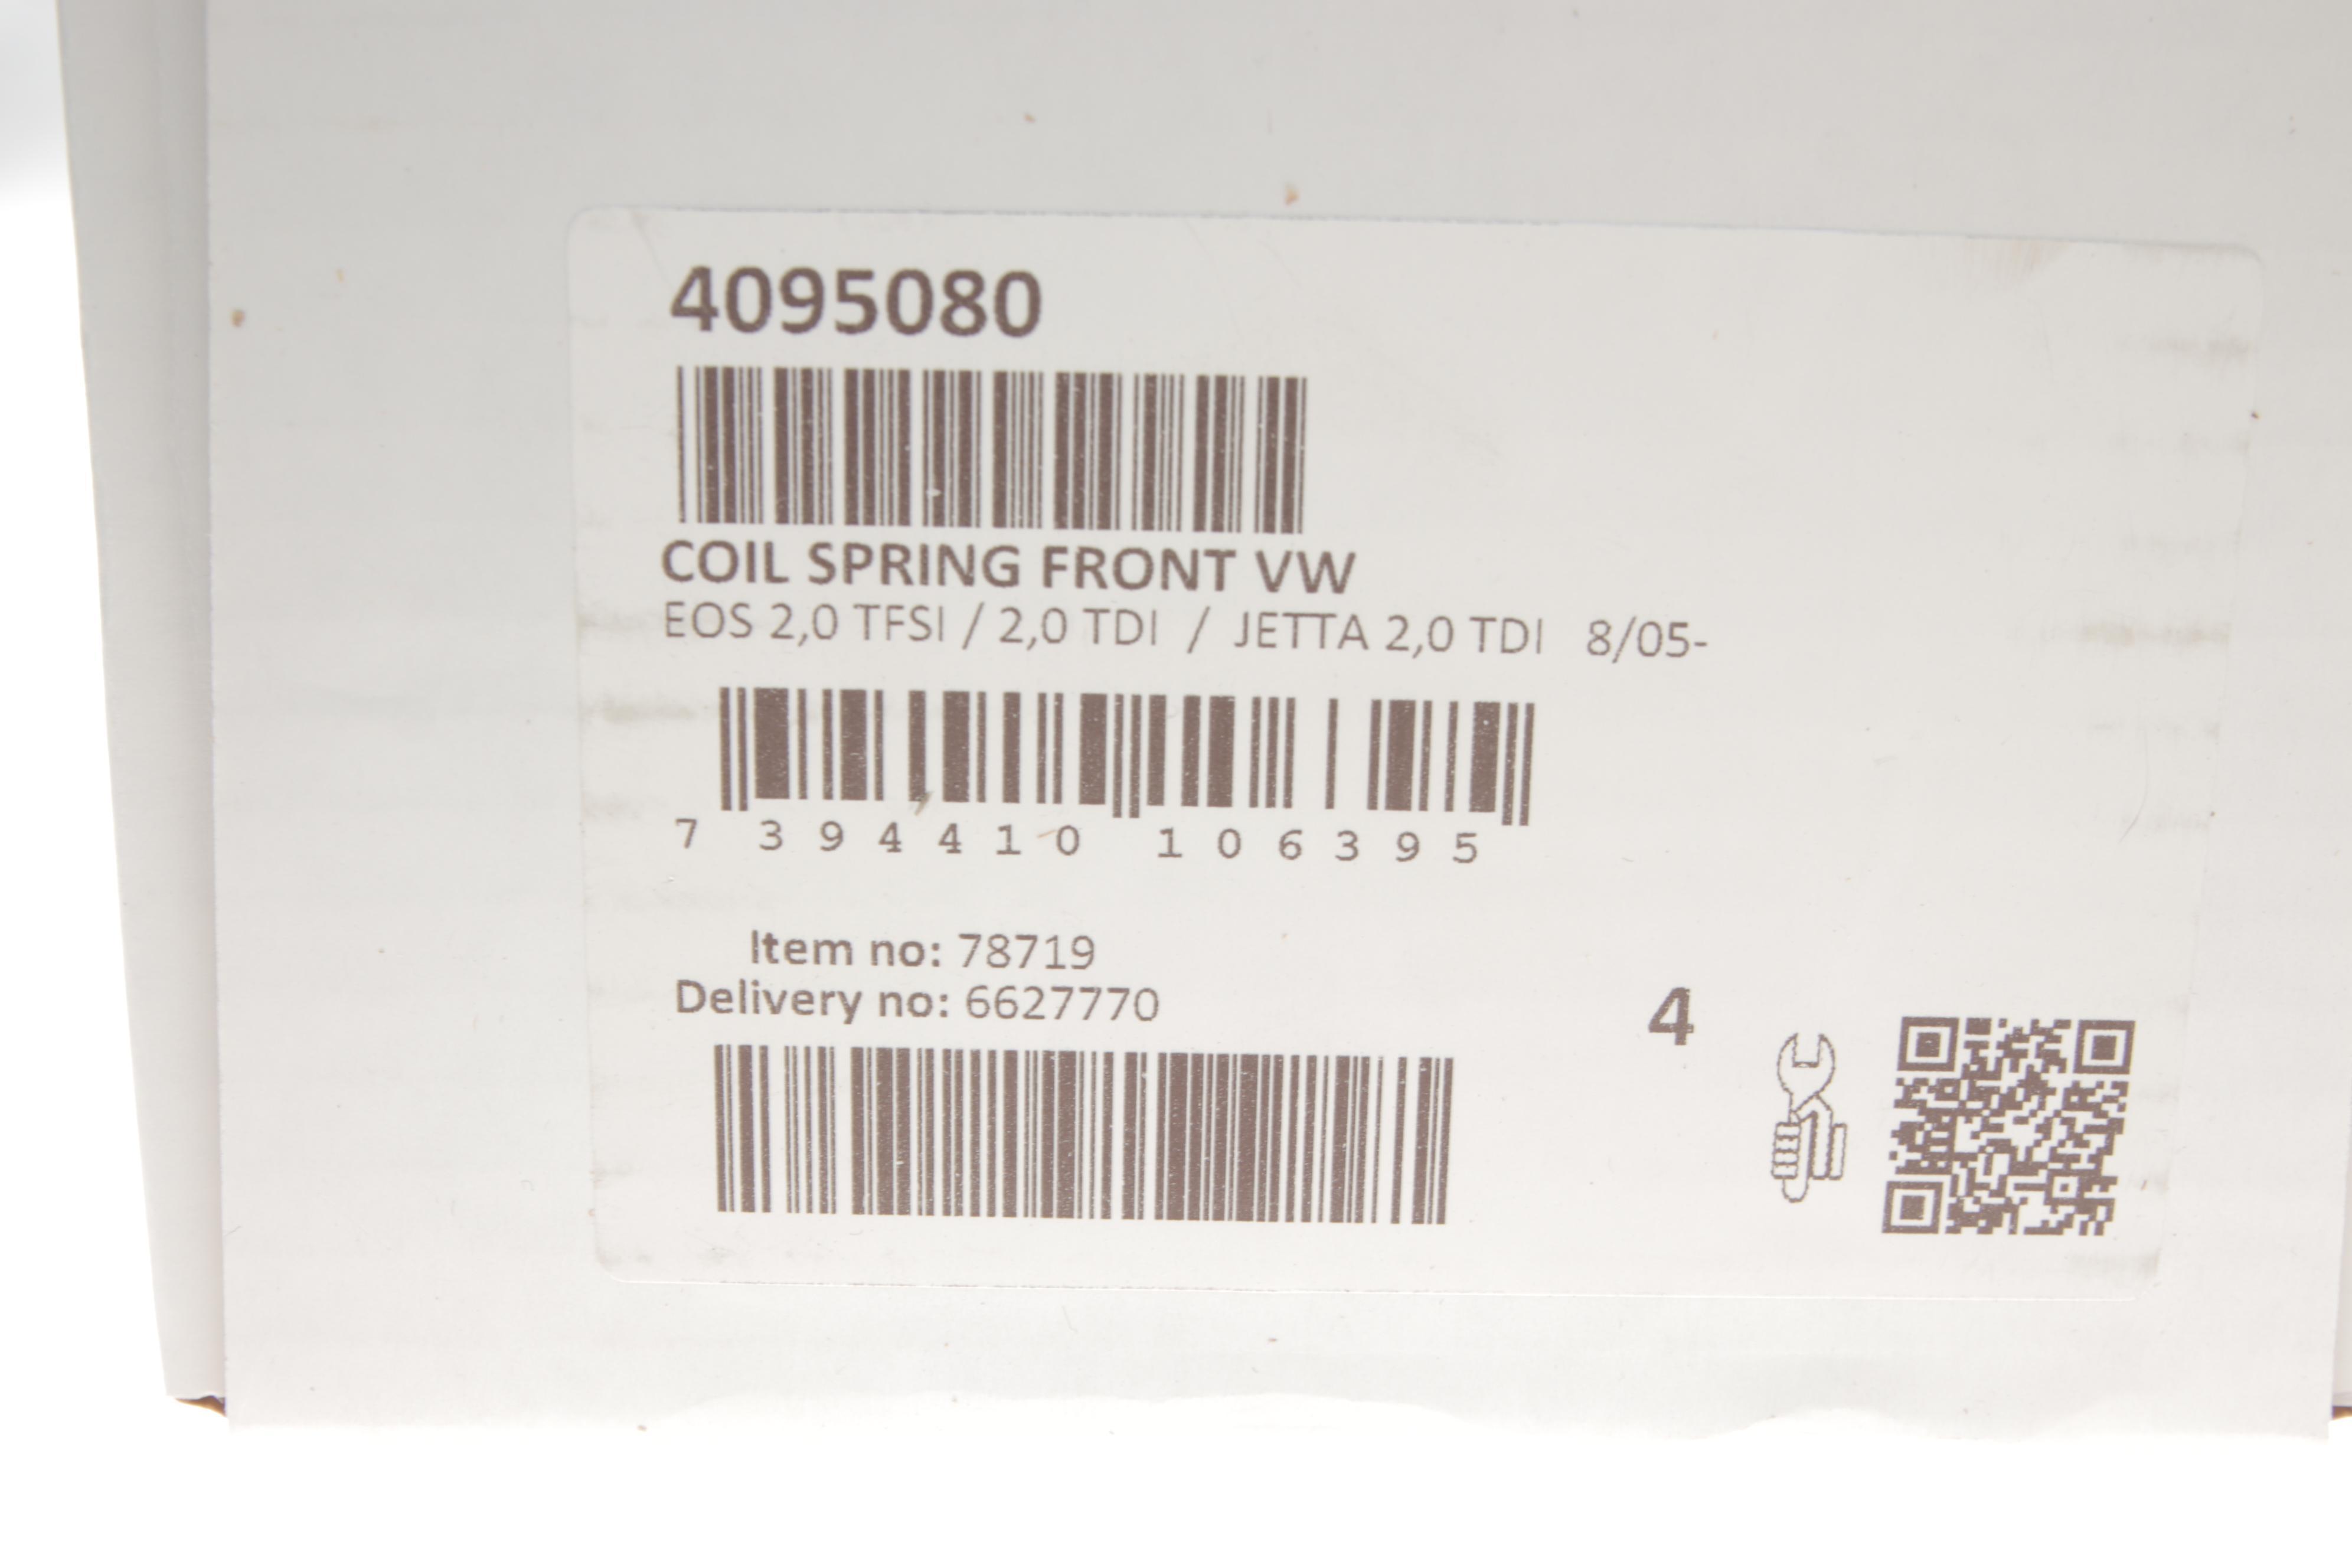 4095080
COIL SPRING FRONT VW
EOS 2,0 TFSI / 2,0 TDI / JETTA 2,0 TDI 8/05-
7 394410 106395
Item no: 78719
Delivery no: 6627770
4